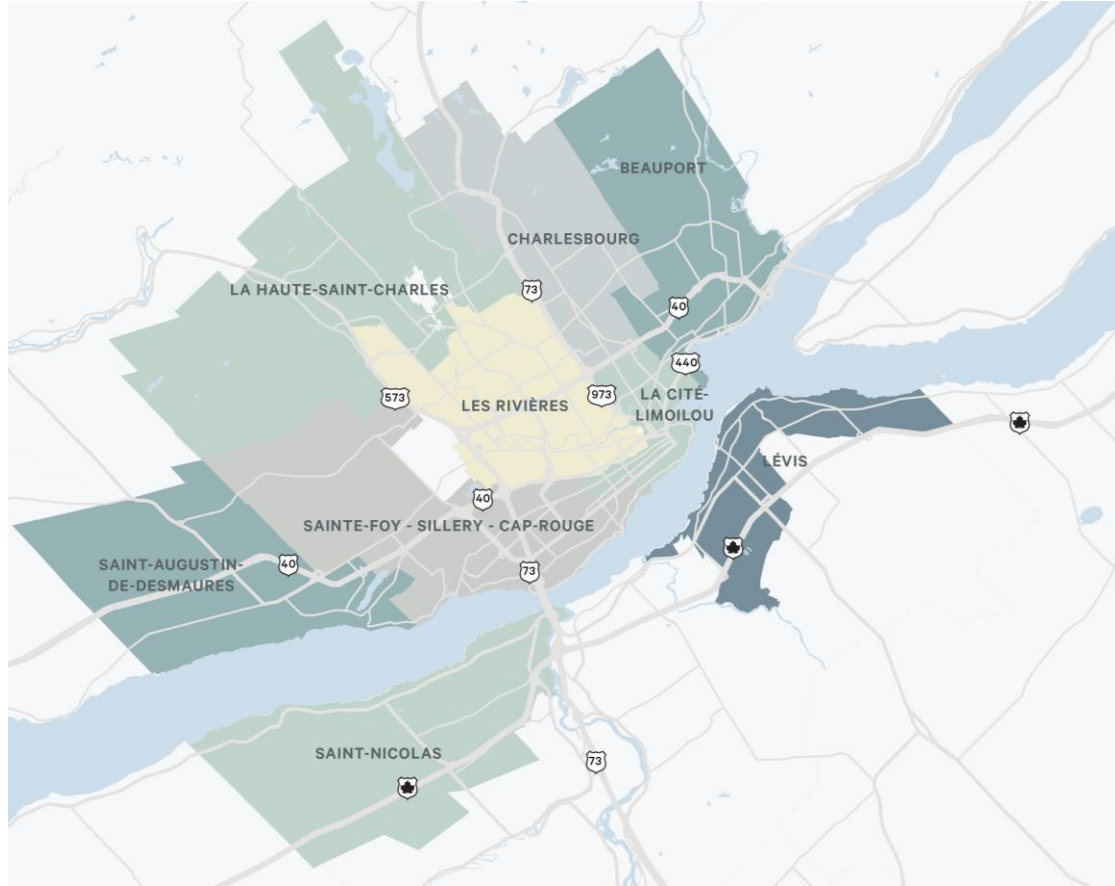 BEAUPORT
CHARLESBOURG
LA HAUTE-SAINT-CHARLES
73
40
440
573
LES RIVIÈRES
973
LA CITÉ-
LIMOILOU
LÉVIS
40
SAINTE-FOY - SILLERY - CAP-ROUGE
SAINT-AUGUSTIN-
DE-DESMAURES
40
73
SAINT-NICOLAS
73